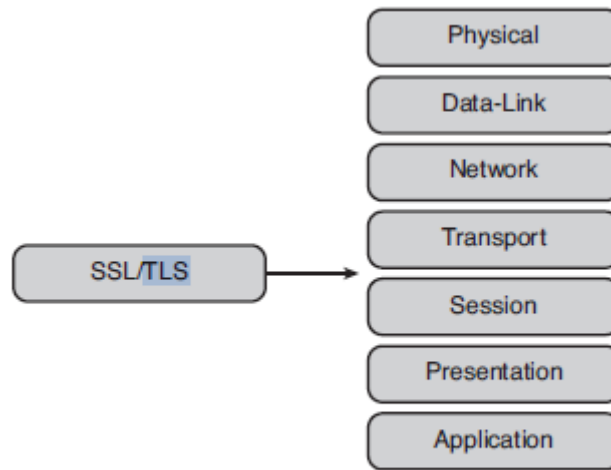 Physical
Data-Link
Network
Transport
SSL/TLS
Session
Presentation
Application